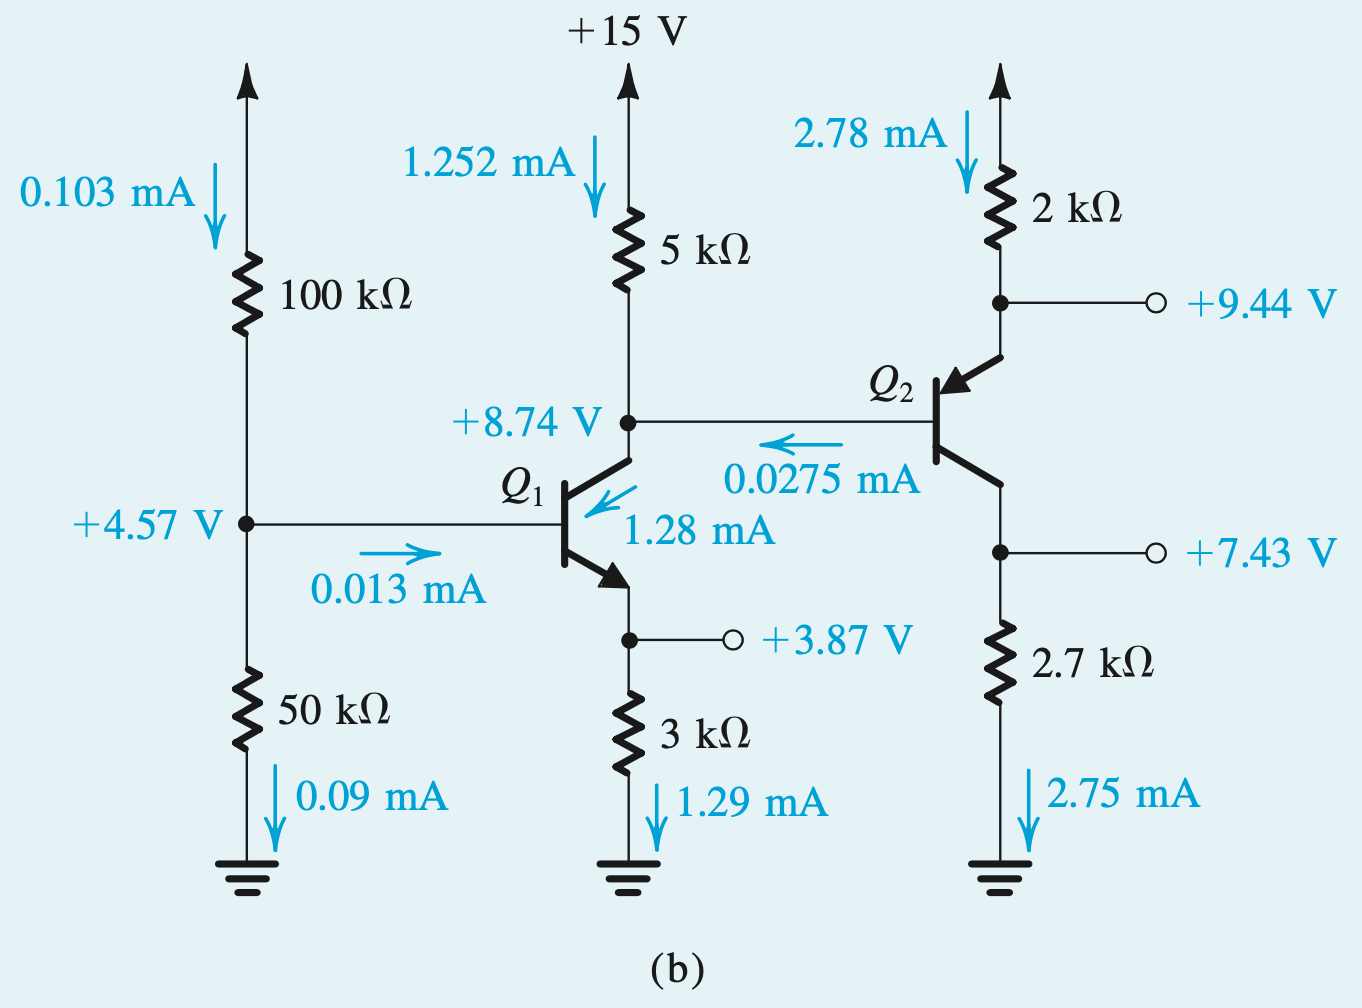 +15 V
2.78 mA
1.252 mA
0.103 mA
2 kΩ
5 kΩ
100 kΩ
+9.44 V
Q2
+8.74 V
0.0275 mA
Q1
+4.57 V
1.28 mA
+7.43 V
0.013 mA
+3.87 V
2.7 kΩ
50 kΩ
3 kΩ
0.09 mA
1.29 mA
2.75 mA
(b)